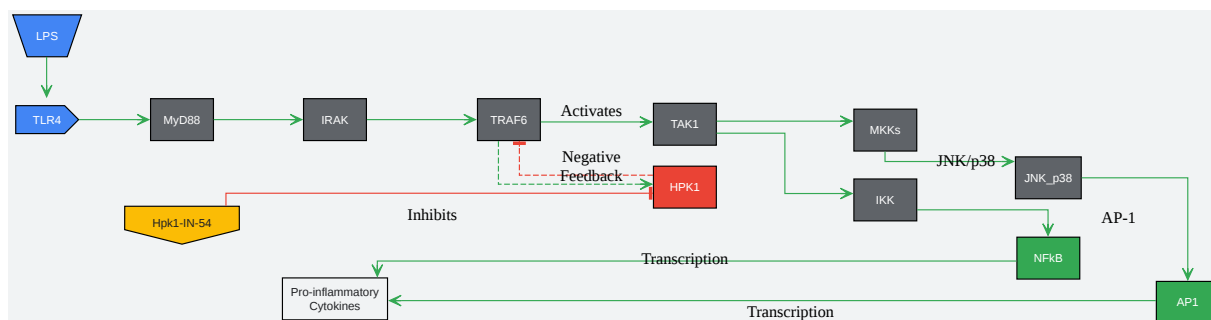 LPS
TLR4
MyD88
IRAK
TRAF6
Activates
TAK1
MKKs
JNK/p38
JNK_p38
Negative
Feedback
HPK1
IKK
Hpk1-IN-54
Inhibits
AP-1
NFkB
Transcription
Pro-inflammatory
Cytokines
Transcription
AP1